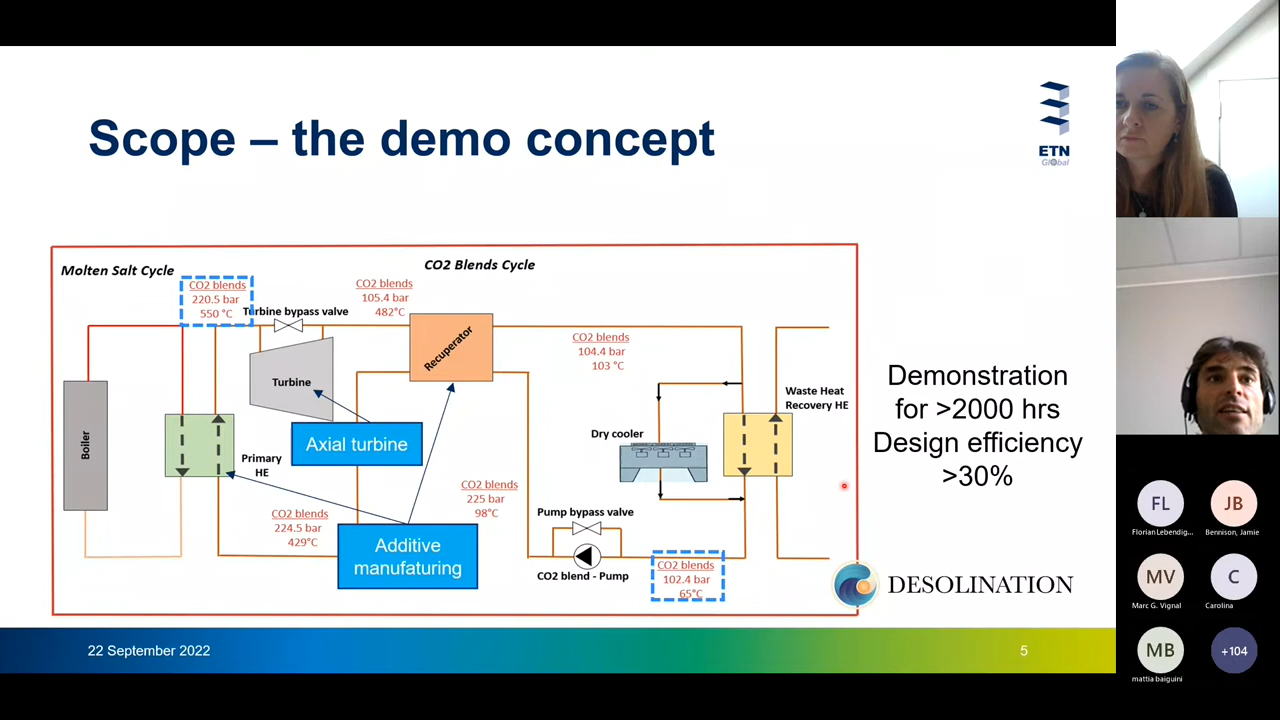 Scope – the demo concept
ETN
Global
Molten Salt Cycle
CO2 Blends Cycle
CO2 blends
220.5 bar
550 °C
Turbine bypass valve
CO2 blends
105.4 bar
482°C
Recuperator
CO2 blends
104.4 bar
103 °C
Turbine
Boiler
Axial turbine
Primary
HE
Dry cooler
Waste Heat
Recovery HE
CO2 blends
224.5 bar
429°C
CO2 blends
225 bar
98°C
Additive
manufaturing
Pump bypass valve
CO2 blend - Pump
CO2 blends
102.4 bar
65°C
Demonstration
for >2000 hrs
Design efficiency
>30%
DESOLINATION
22 September 2022
5
FL
JB
Florian Lebendig...
Bennison, Jamie
MV
C
Marc G. Vignal
Carolina
MB
+104
mattia baiguini